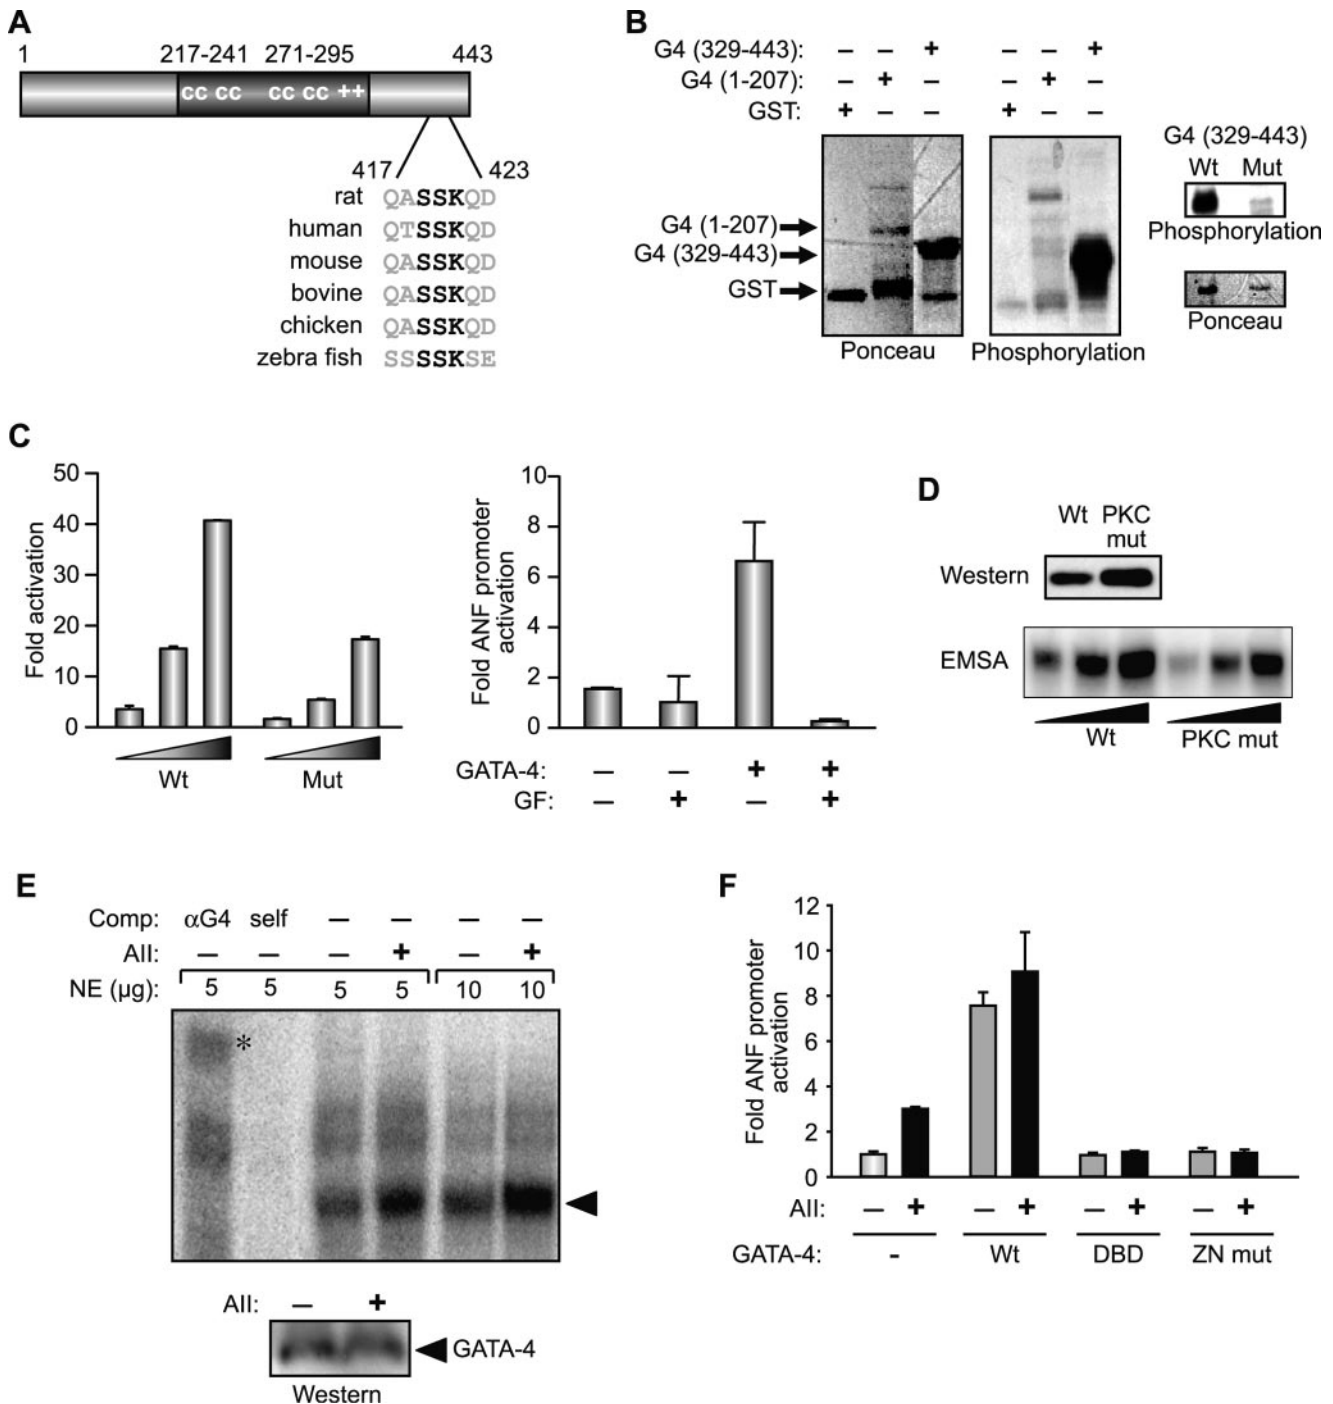 A
1 217-241 271-295 443
cc cc cc cc ++
417 423
rat QASSKQD
human QTSSKQD
mouse QASSKQD
bovine QASSKQD
chicken QASSKQD
zebra fish SSSSKSE
B
G4 (329-443): – – + – – +
G4 (1-207): – + – – + –
GST: + – – + – –
G4 (1-207)
G4 (329-443)
GST
Ponceau
Phosphorylation
G4 (329-443)
Wt Mut
Phosphorylation
Ponceau
C
Fold activation
50
40
30
20
10
0
Wt Mut
Fold ANF promoter
activation
10
8
6
4
2
0
GATA-4: – – + +
GF: – + – +
D
Wt PKC
mut
Western
EMSA
Wt PKC mut
E
Comp: αG4 self – – – –
AII: – – – + – +
NE (µg): 5 5 5 5 10 10
*
AII: – +
GATA-4
Western
F
Fold ANF promoter
activation
12
10
8
6
4
2
0
AII: – + – + – + – +
GATA-4: - Wt DBD ZN mut